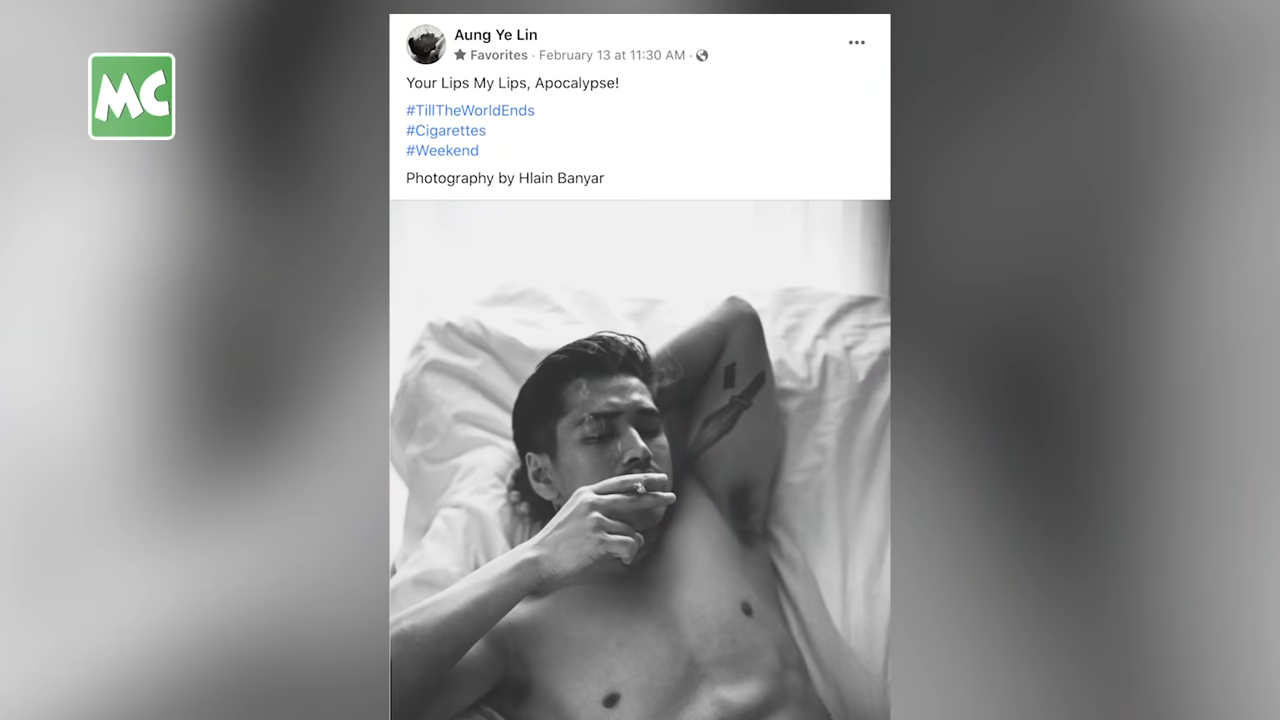 MC
Aung Ye Lin
Favorites · February 13 at 11:30 AM ·
Your Lips My Lips, Apocalypse!
#TillTheWorldEnds
#Cigarettes
#Weekend
Photography by Hlain Banyar